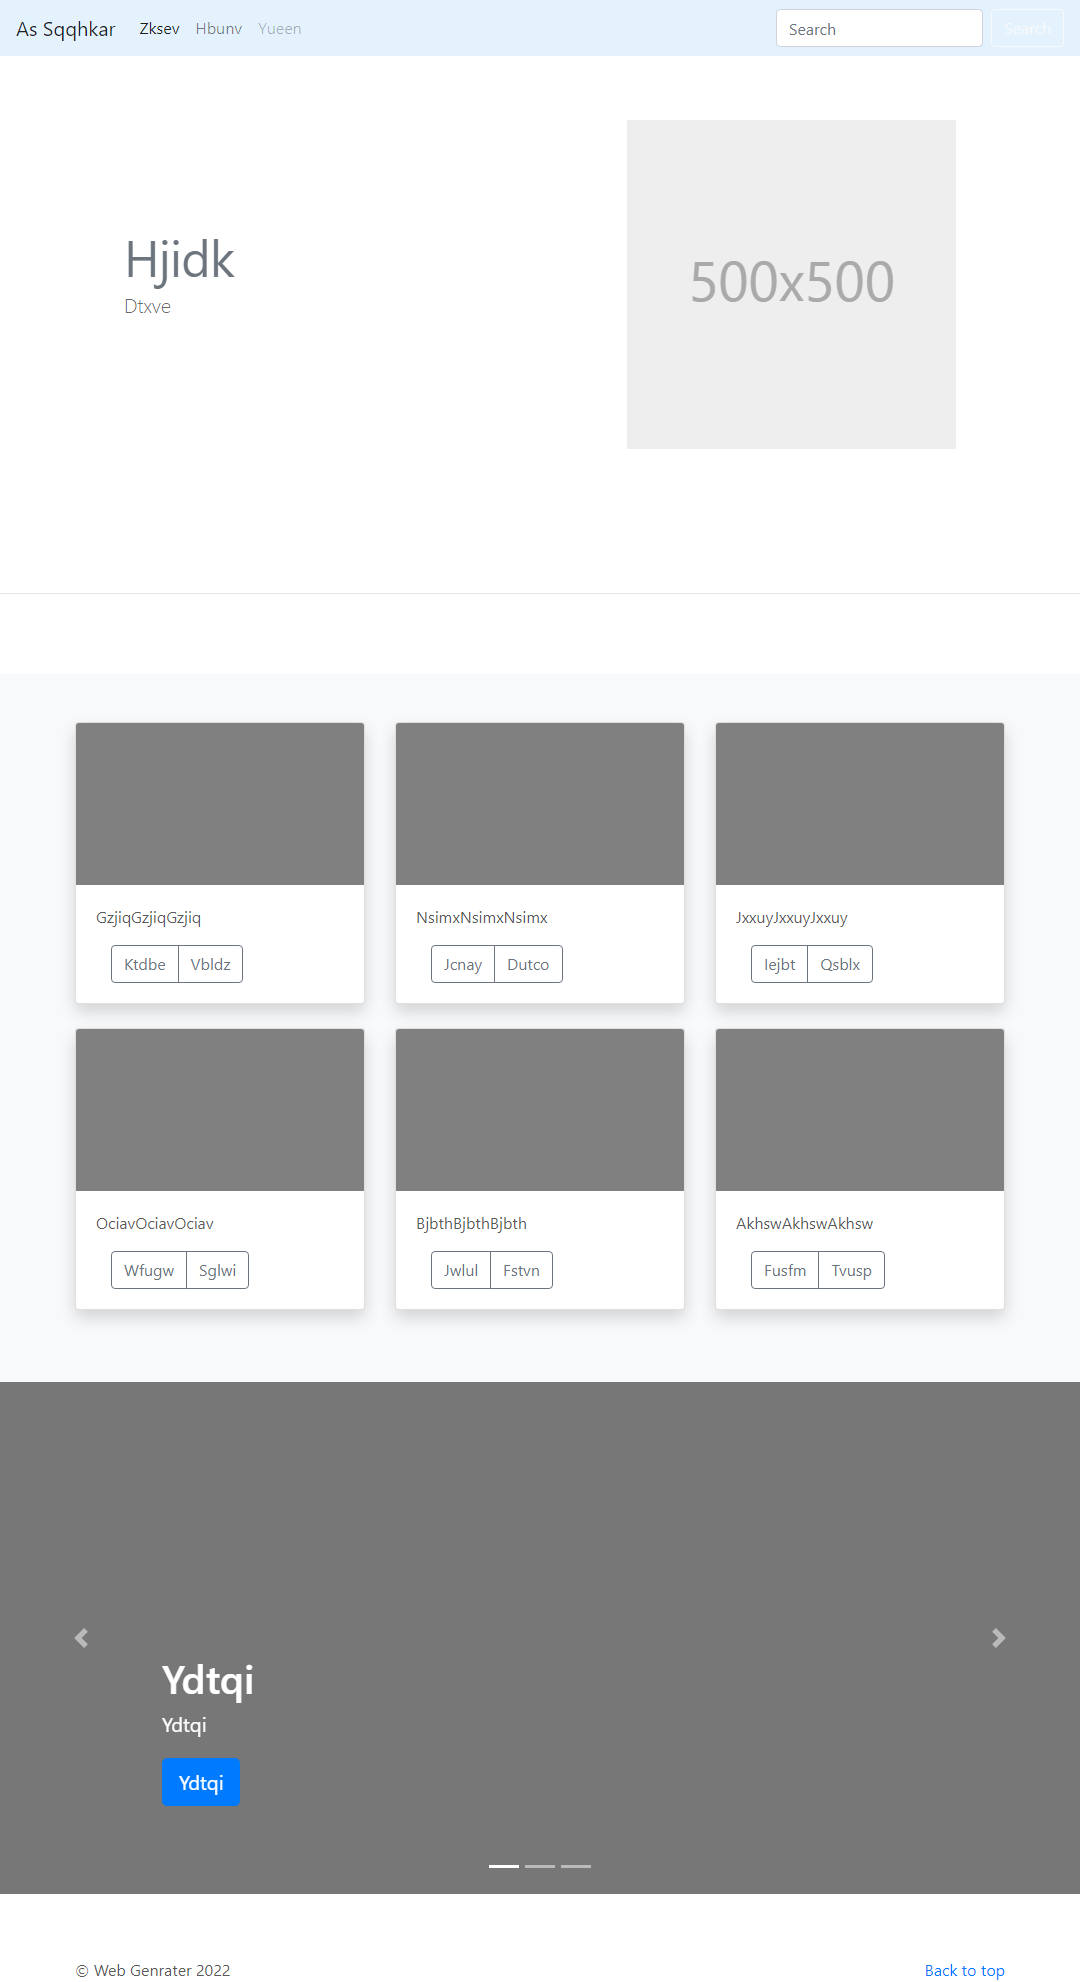 As Sqqhkar Zksev Hbunv Yueen Search Search
Hjidk
Dtxve
500x500
GzjiqGzjiqGzjiq
Ktdbe Vbldz
NsimxNsimxNsimx
Jcnay Dutco
JxxuyJxxuyJxxuy
Iejbt Qsblx
OciavOciavOciav
Wfugw Sglwi
BjbthBjbthBjbth
Jwlul Fstvn
AkhswAkhswAkhsw
Fusfm Tvusp
Ydtqi
Ydtqi
Ydtqi
© Web Genrater 2022 Back to top